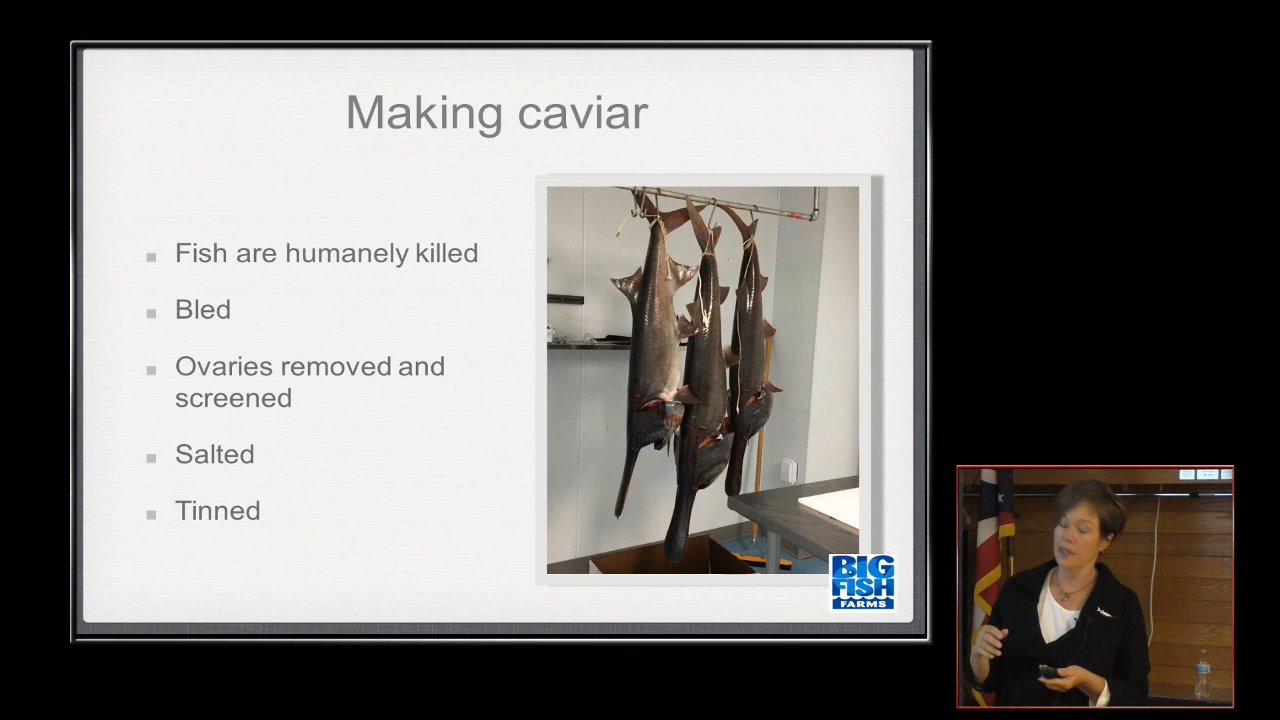 Making caviar
Fish are humanely killed
Bled
Ovaries removed and
screened
Salted
Tinned
BIG
FISH
FARMS